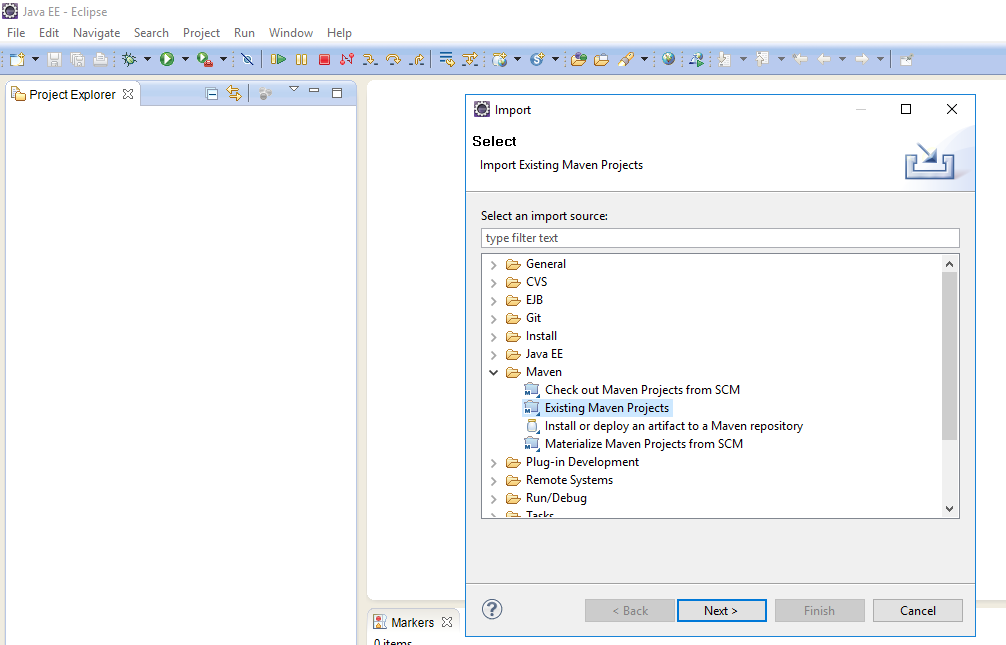 Java EE - Eclipse
File Edit Navigate Search Project Run Window Help
Project Explorer
Import
Select
Import Existing Maven Projects
Select an import source:
type filter text
General
CVS
EJB
Git
Install
Java EE
Maven
Check out Maven Projects from SCM
Existing Maven Projects
Install or deploy an artifact to a Maven repository
Materialize Maven Projects from SCM
Plug-in Development
Remote Systems
Run/Debug
Tasks
< Back Next > Finish Cancel
Markers
0 items